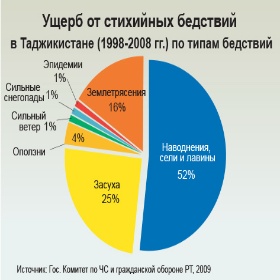 Ущерб от стихийных бедствий
в Таджикистане (1998-2008 гг.) по типам бедствий
Эпидемии
1%
Сильные
снегопады 1%
Сильный
ветер 1%
Оползни
4%
Землетрясения
16%
Засуха
25%
Наводнения,
сели и лавины
52%
Источник: Гос. Комитет по ЧС и гражданской обороне РТ, 2009